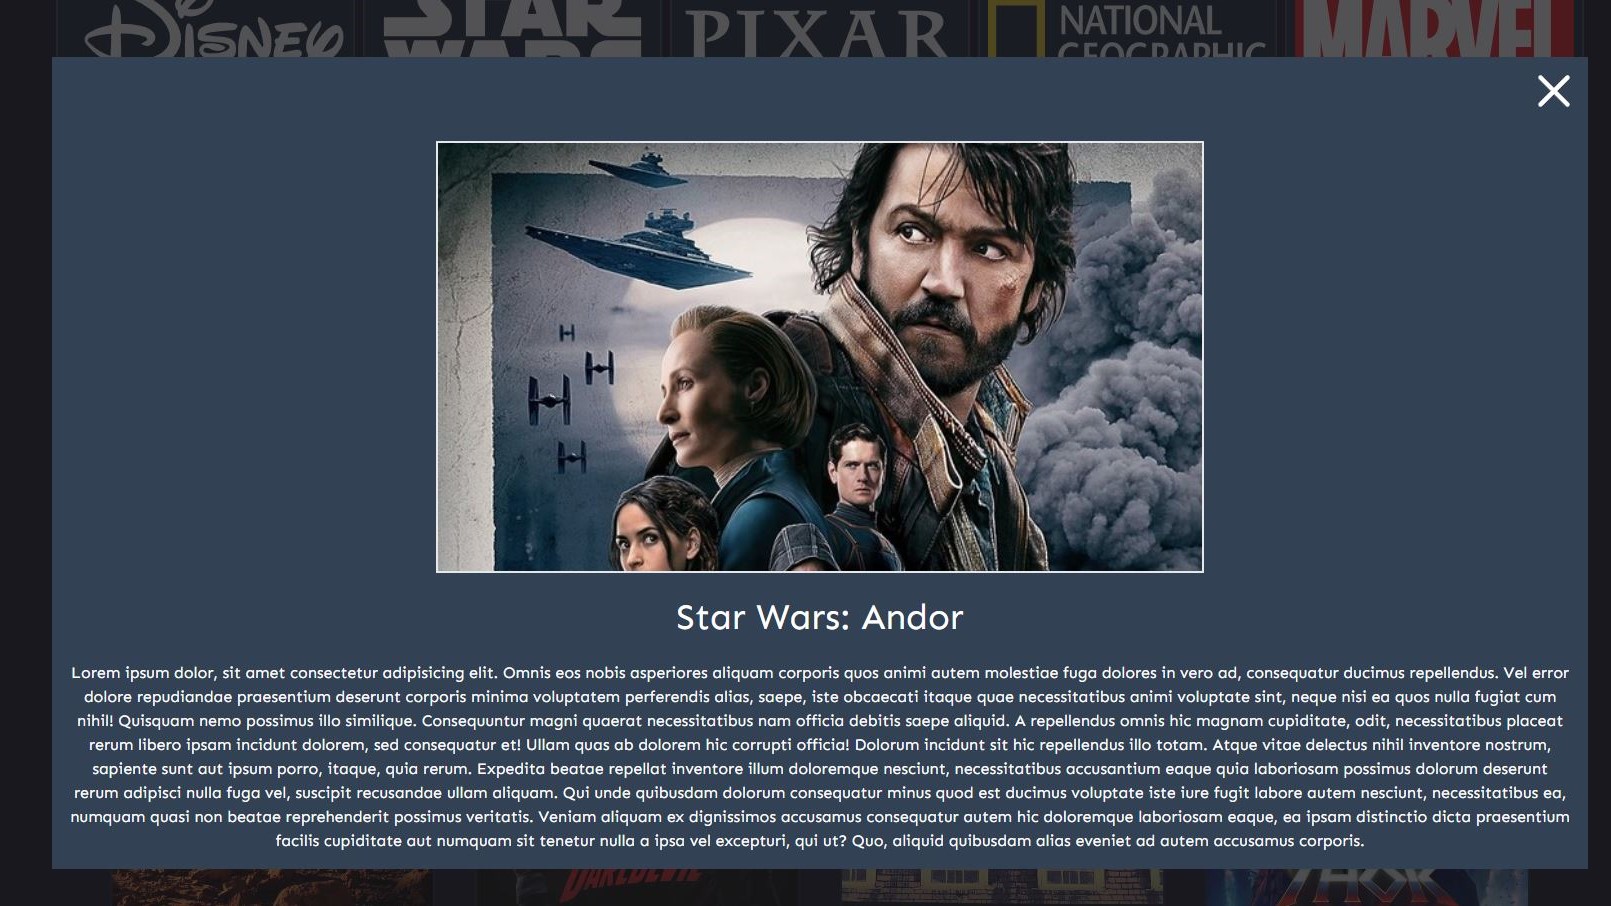 DISNEY
STAR
WARS
PIXAR
NATIONAL
GEOGRAPHIC
MARVEL
Star Wars: Andor
Lorem ipsum dolor, sit amet consectetur adipisicing elit. Omnis eos nobis asperiores aliquam corporis quos animi autem molestiae fuga dolores in vero ad, consequatur ducimus repellendus. Vel error
dolore repudiandae praesentium deserunt corporis minima voluptatem perferendis alias, saepe, iste obcaecati itaque quae necessitatibus animi voluptate sint, neque nisi ea quos nulla fugiat cum
nihil! Quisquam nemo possimus illo similique. Consequuntur magni quaerat necessitatibus nam officia debitis saepe aliquid. A repellendus omnis hic magnam cupiditate, odit, necessitatibus placeat
rerum libero ipsam incidunt dolorem, sed consequatur et! Ullam quas ab dolorem hic corrupti officia! Dolorum incidunt sit hic repellendus illo totam. Atque vitae delectus nihil inventore nostrum,
sapiente sunt aut ipsum porro, itaque, quia rerum. Expedita beatae repellat inventore illum doloremque nesciunt, necessitatibus accusantium eaque quia laboriosam possimus dolorum deserunt
rerum adipisci nulla fuga vel, suscipit recusandae ullam aliquam. Qui unde quibusdam dolorum consequatur minus quod est ducimus voluptate iste iure fugit labore autem nesciunt, necessitatibus ea,
numquam quasi non beatae reprehenderit possimus veritatis. Veniam aliquam ex dignissimos accusamus consequatur autem hic doloremque laboriosam eaque, ea ipsam distinctio dicta praesentium
facilis cupiditate aut numquam sit tenetur nulla a ipsa vel excepturi, qui ut? Quo, aliquid quibusdam alias eveniet ad autem accusamus corporis.
DAREDEVIL
THOR